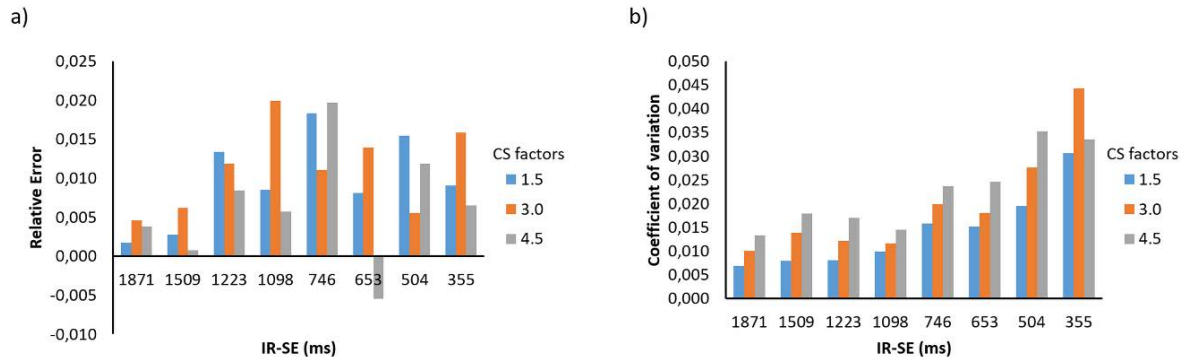 a)
0,025
0,020
0,015
0,010
0,005
0,000
-0,005
-0,010
Relative Error
1871 1509 1223 1098 746 653 504 355
IR-SE (ms)
CS factors
1.5
3.0
4.5
b)
0,050
0,045
0,040
0,035
0,030
0,025
0,020
0,015
0,010
0,005
0,000
Coefficient of variation
1871 1509 1223 1098 746 653 504 355
IR-SE (ms)
CS factors
1.5
3.0
4.5